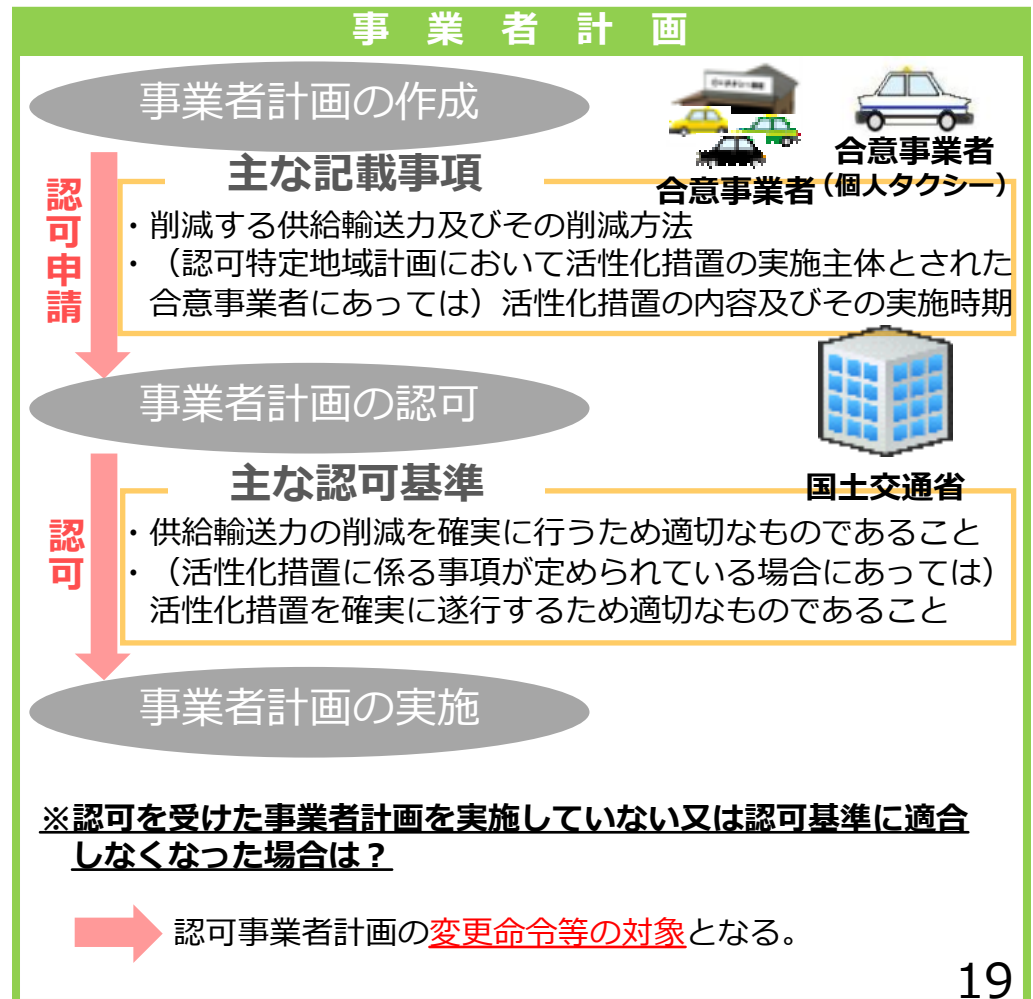 事業者計画
事業者計画の作成
合意事業者
(個人タクシー)
合意事業者
認可申請
主な記載事項
・削減する供給輸送力及びその削減方法
・（認可特定地域計画において活性化措置の実施主体とされた
合意事業者にあっては）活性化措置の内容及びその実施時期
事業者計画の認可
国土交通省
認可
主な認可基準
・供給輸送力の削減を確実に行うため適切なものであること
・（活性化措置に係る事項が定められている場合にあっては）
活性化措置を確実に遂行するため適切なものであること
事業者計画の実施
※認可を受けた事業者計画を実施していない又は認可基準に適合
しなくなった場合は？
認可事業者計画の変更命令等の対象となる。
19